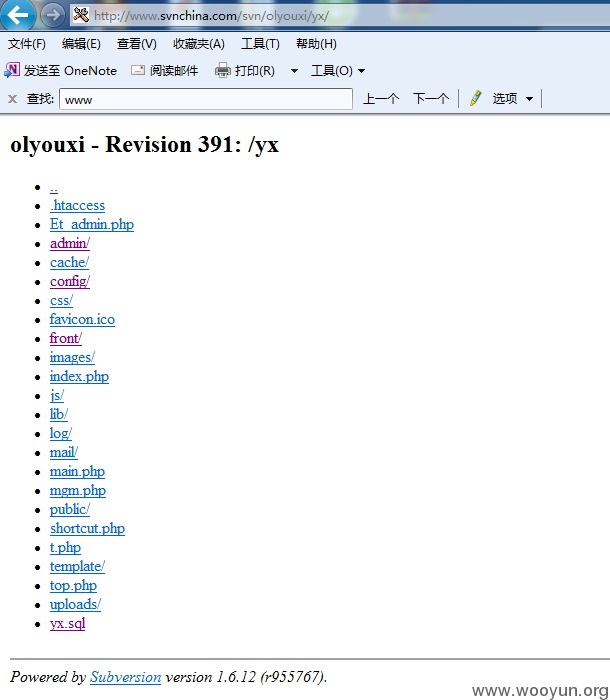 http://www.svnchina.com/svn/olyouxi/yx/
文件(F) 编辑(E) 查看(V) 收藏夹(A) 工具(T) 帮助(H)
发送至 OneNote 阅读邮件 打印(R) 工具(O)
查找: www 上一个 下一个 选项
olyouxi - Revision 391: /yx
..
.htaccess
Et_admin.php
admin/
cache/
config/
css/
favicon.ico
front/
images/
index.php
js/
lib/
log/
mail/
main.php
mgm.php
public/
shortcut.php
t.php
template/
top.php
uploads/
yx.sql
Powered by Subversion version 1.6.12 (r955767).
www.wooyun.org